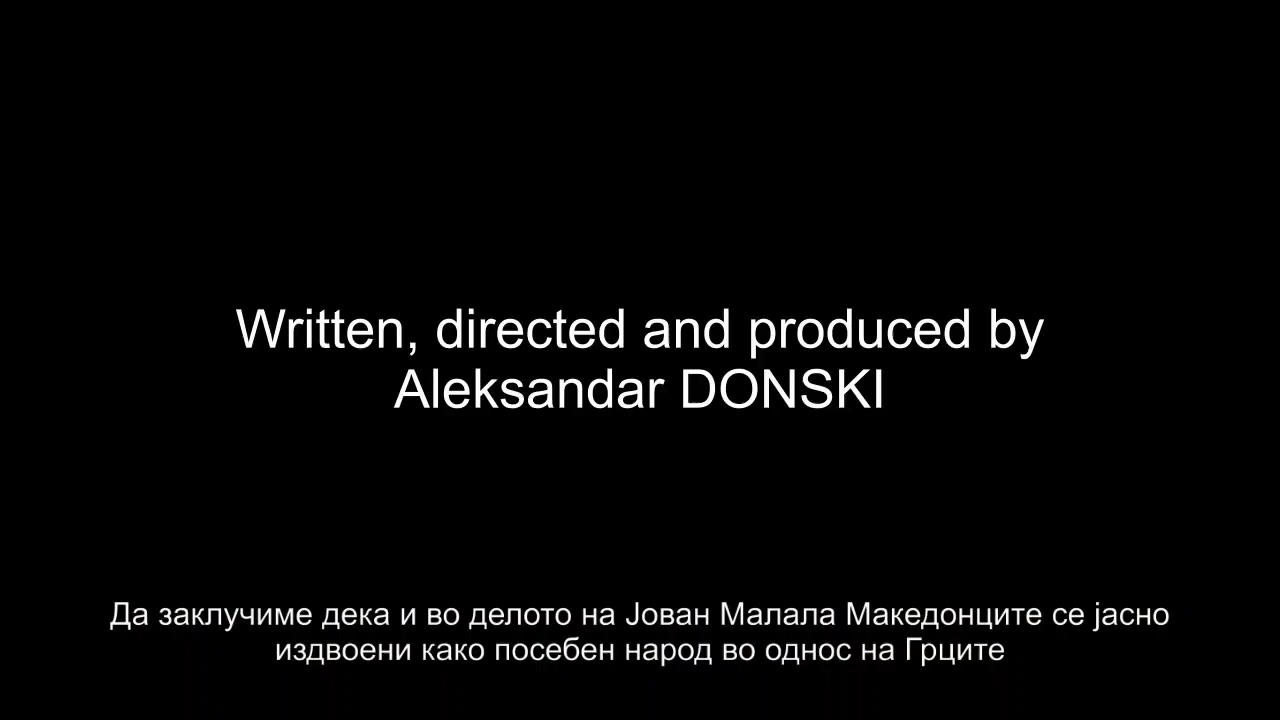 Written, directed and produced by
Aleksandar DONSKI
Да заклучиме дека и во делото на Јован Малала Македонците се јасно
издвоени како посебен народ во однос на Грците